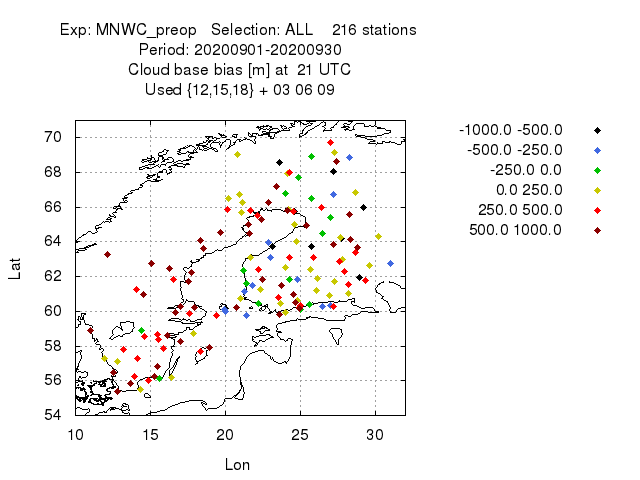 Exp: MNWC_preop Selection: ALL 216 stations
Period: 20200901-20200930
Cloud base bias [m] at 21 UTC
Used {12,15,18} + 03 06 09
-1000.0 -500.0
-500.0 -250.0
-250.0 0.0
0.0 250.0
250.0 500.0
500.0 1000.0
Lat
70
68
66
64
62
60
58
56
54
10 15 20 25 30
Lon